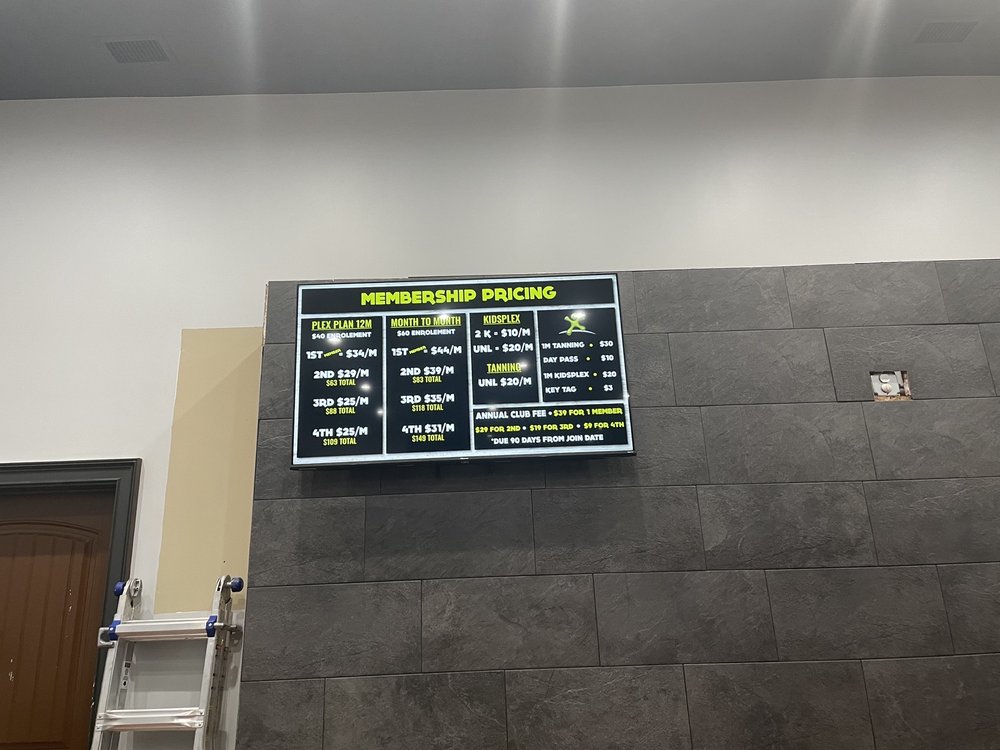 MEMBERSHIP PRICING
PLEX PLAN 12M
$40 ENROLEMENT
1ST MEMBER = $34/M
2ND $29/M
$63 TOTAL
3RD $25/M
$88 TOTAL
4TH $25/M
$109 TOTAL
MONTH TO MONTH
$60 ENROLEMENT
1ST MEMBER = $44/M
2ND $39/M
$83 TOTAL
3RD $35/M
$118 TOTAL
4TH $31/M
$149 TOTAL
KIDSPLEX
2 K = $10/M
UNL • $20/M
TANNING
UNL $20/M
1M TANNING • $30
DAY PASS • $10
1M KIDSPLEX • $20
KEY TAG • $3
ANNUAL CLUB FEE • $39 FOR 1 MEMBER
$29 FOR 2ND • $19 FOR 3RD • $9 FOR 4TH
*DUE 90 DAYS FROM JOIN DATE